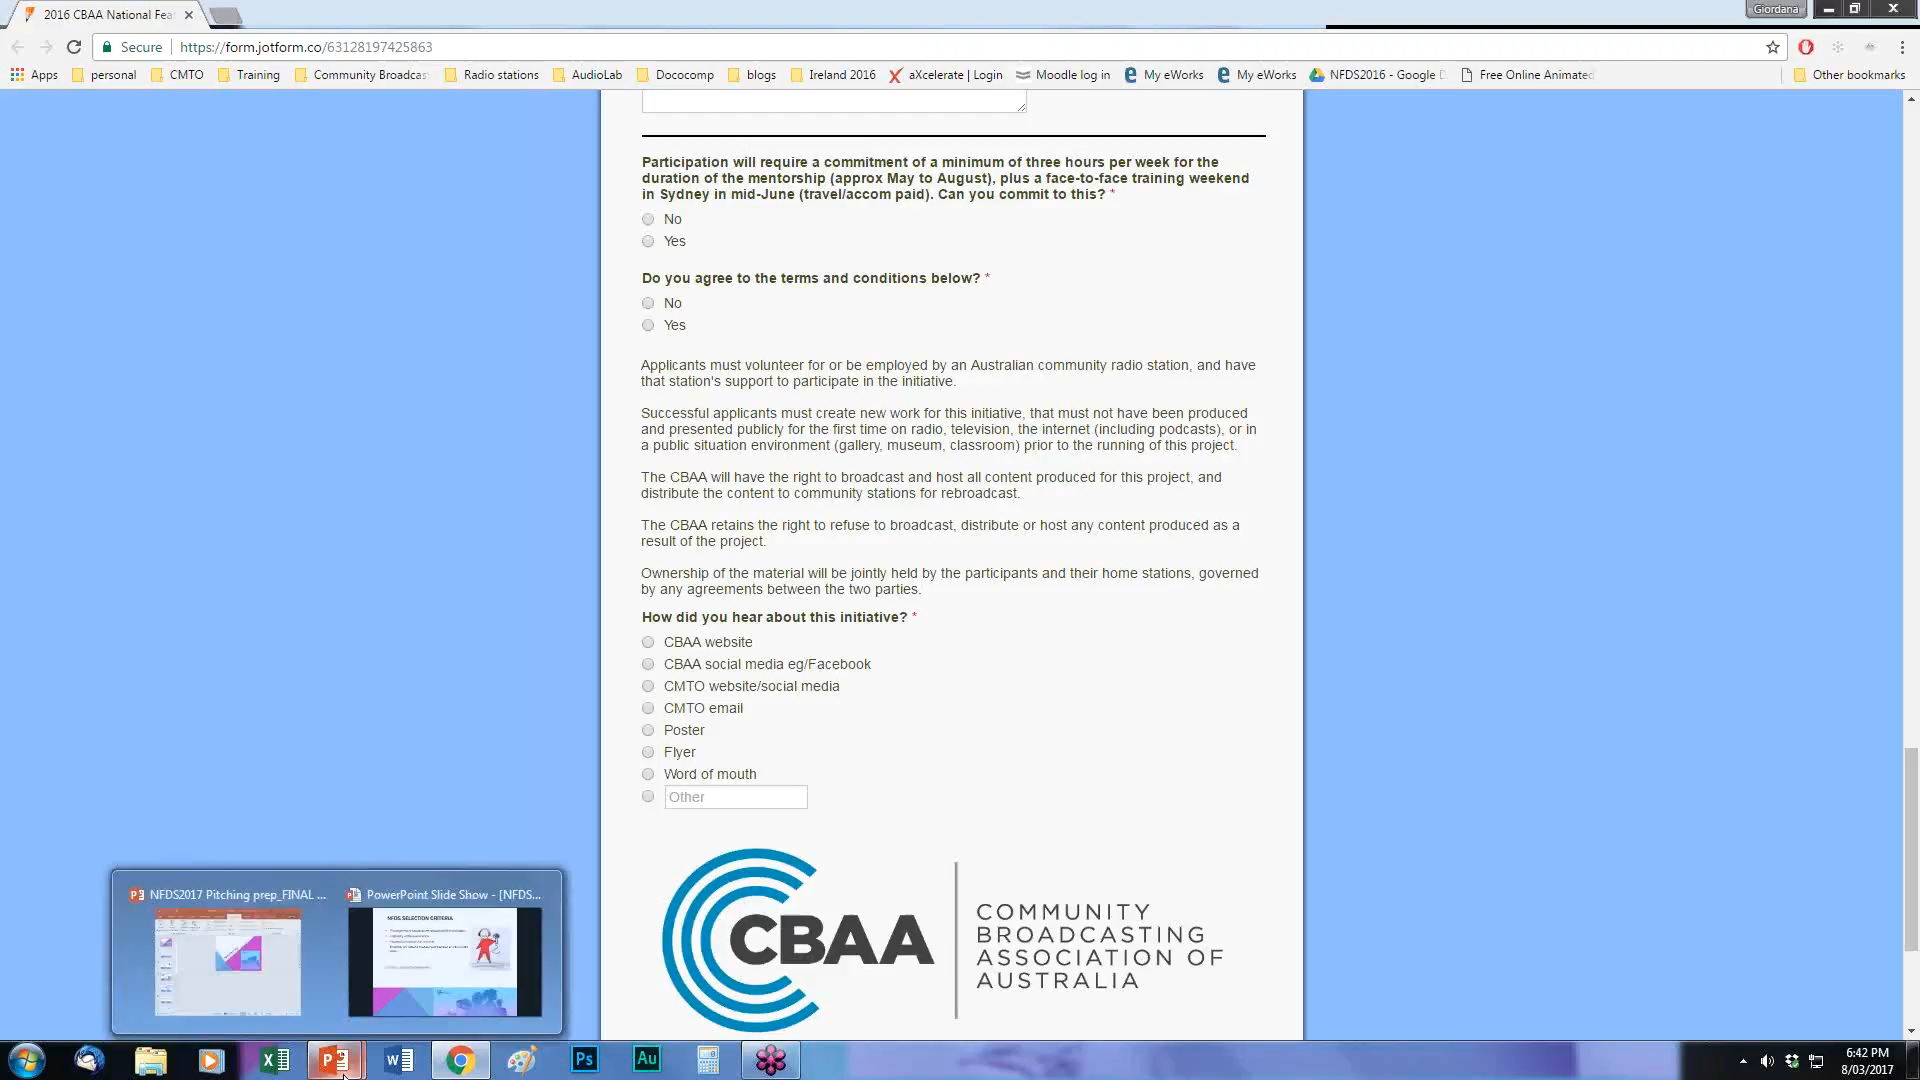 2016 CBAA National Fea
Giordana
Secure
https://form.jotform.co/63128197425863
Apps
personal
CMTO
Training
Community Broadcas
Radio stations
AudioLab
Dococomp
blogs
Ireland 2016
aXcelerate | Login
Moodle log in
My eWorks
My eWorks
NFDS2016 - Google D
Free Online Animated
Other bookmarks
Participation will require a commitment of a minimum of three hours per week for the
duration of the mentorship (approx May to August), plus a face-to-face training weekend
in Sydney in mid-June (travel/accom paid). Can you commit to this? *
No
Yes
Do you agree to the terms and conditions below? *
No
Yes
Applicants must volunteer for or be employed by an Australian community radio station, and have
that station's support to participate in the initiative.
Successful applicants must create new work for this initiative, that must not have been produced
and presented publicly for the first time on radio, television, the internet (including podcasts), or in
a public situation environment (gallery, museum, classroom) prior to the running of this project.
The CBAA will have the right to broadcast and host all content produced for this project, and
distribute the content to community stations for rebroadcast.
The CBAA retains the right to refuse to broadcast, distribute or host any content produced as a
result of the project.
Ownership of the material will be jointly held by the participants and their home stations, governed
by any agreements between the two parties.
How did you hear about this initiative? *
CBAA website
CBAA social media eg/Facebook
CMTO website/social media
CMTO email
Poster
Flyer
Word of mouth
Other
CBAA
COMMUNITY
BROADCASTING
ASSOCIATION OF
AUSTRALIA
NFDS2017 Pitching prep_FINAL ...
PowerPoint Slide Show - [NFDS...
NFDS SELECTION CRITERIA
Ps
Au
6:42 PM
8/03/2017